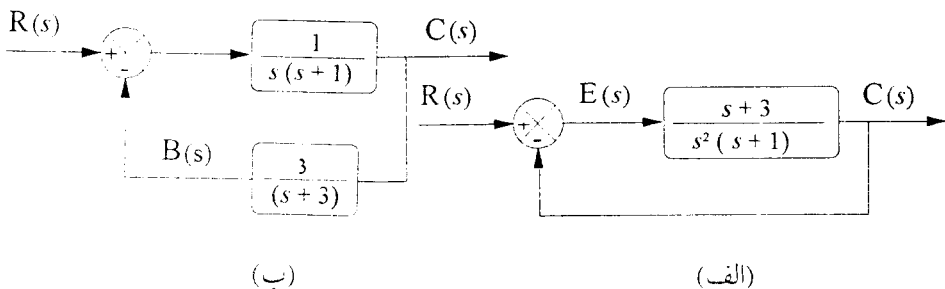 R(s)
+
-
1
s (s + 1)
C(s)
B(s)
3
(s + 3)
(ب)
R(s)
+
-
E(s)
s + 3
s² ( s + 1)
C(s)
(الف)